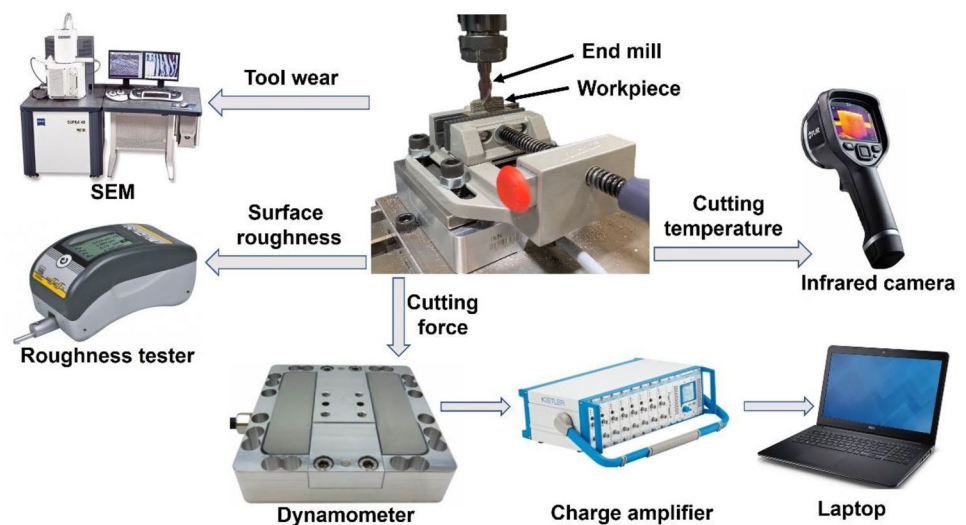 End mill
Workpiece
Tool wear
SEM
Surface
roughness
Cutting
temperature
Infrared camera
Roughness tester
Cutting
force
KISTLER
Dynamometer
Charge amplifier
Laptop